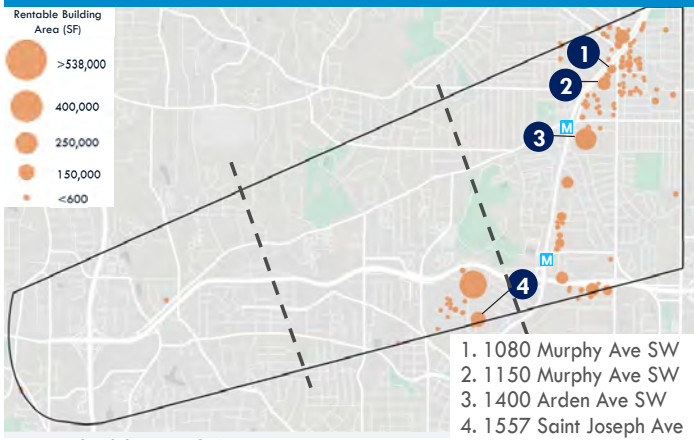 Rentable Building
Area (SF)
>538,000
400,000
250,000
150,000
<600
1
2
M
3
M
4
1. 1080 Murphy Ave SW
2. 1150 Murphy Ave SW
3. 1400 Arden Ave SW
4. 1557 Saint Joseph Ave